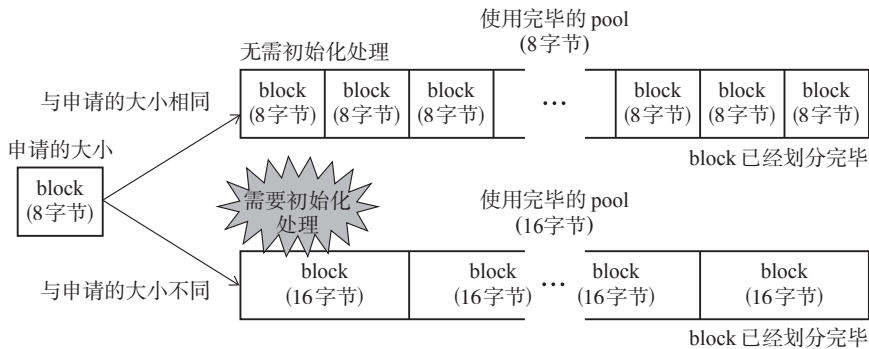 使用完毕的 pool
(8字节)
无需初始化处理
与申请的大小相同
block
(8字节)
block
(8字节)
block
(8字节)
…
block
(8字节)
block
(8字节)
block
(8字节)
block 已经划分完毕
申请的大小
block
(8字节)
需要初始化
处理
使用完毕的 pool
(16字节)
与申请的大小不同
block
(16字节)
block
(16字节)
…
block
(16字节)
block
(16字节)
block 已经划分完毕